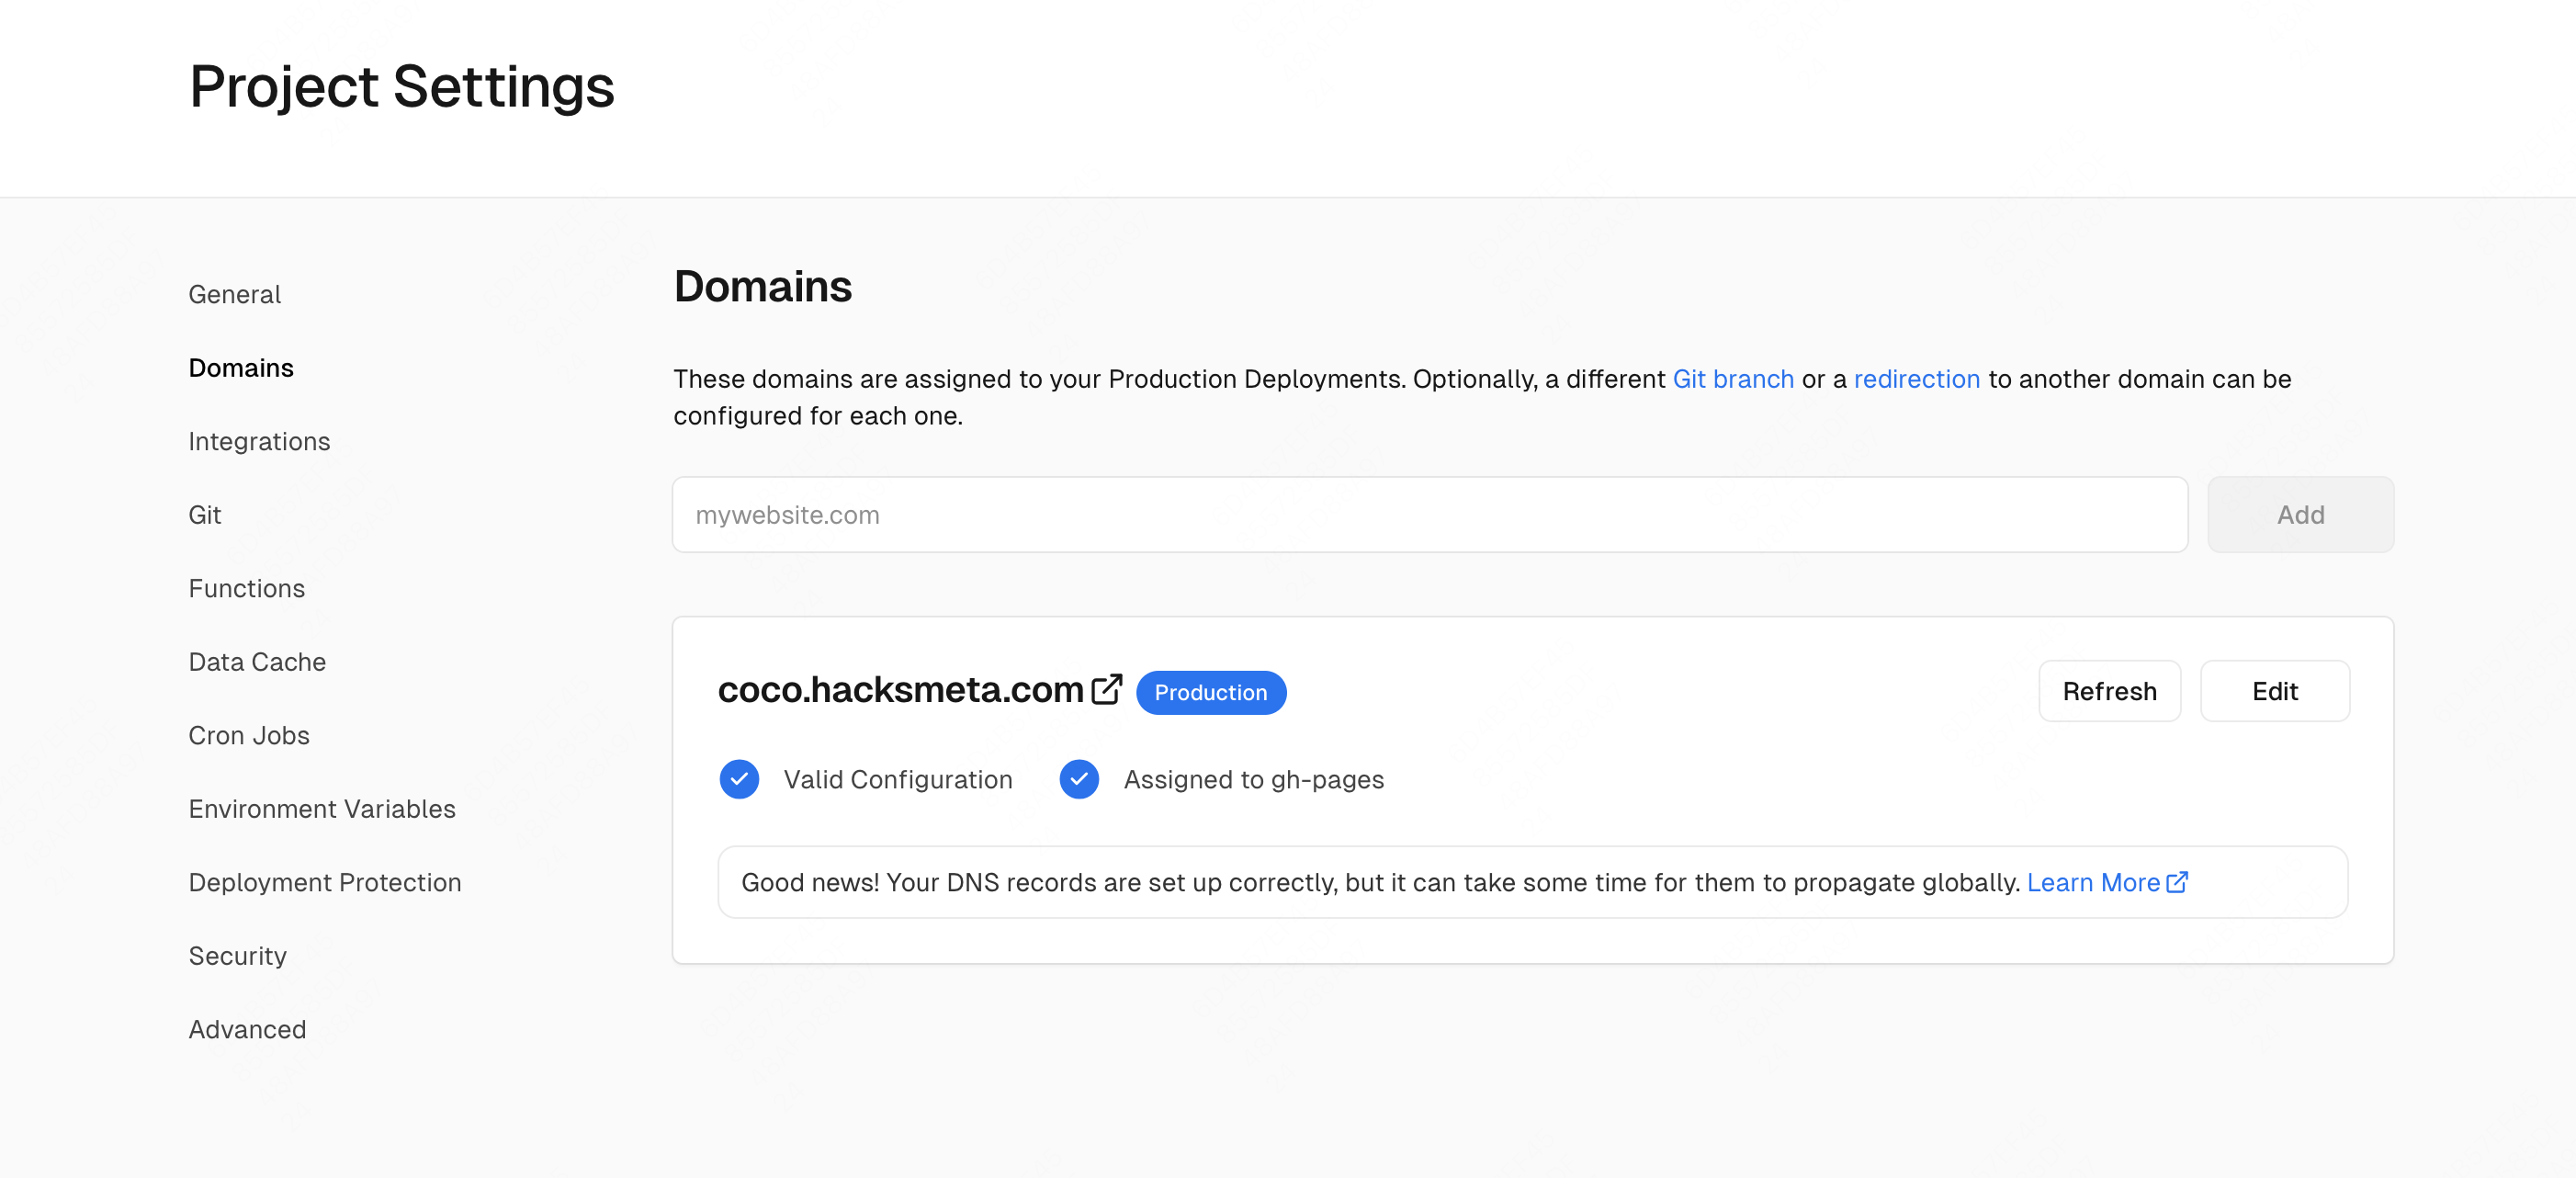 Project Settings
General
Domains
Integrations
Git
Functions
Data Cache
Cron Jobs
Environment Variables
Deployment Protection
Security
Advanced
Domains
These domains are assigned to your Production Deployments. Optionally, a different Git branch or a redirection to another domain can be
configured for each one.
mywebsite.com
Add
coco.hacksmeta.com
Production
Refresh
Edit
Valid Configuration
Assigned to gh-pages
Good news! Your DNS records are set up correctly, but it can take some time for them to propagate globally. Learn More